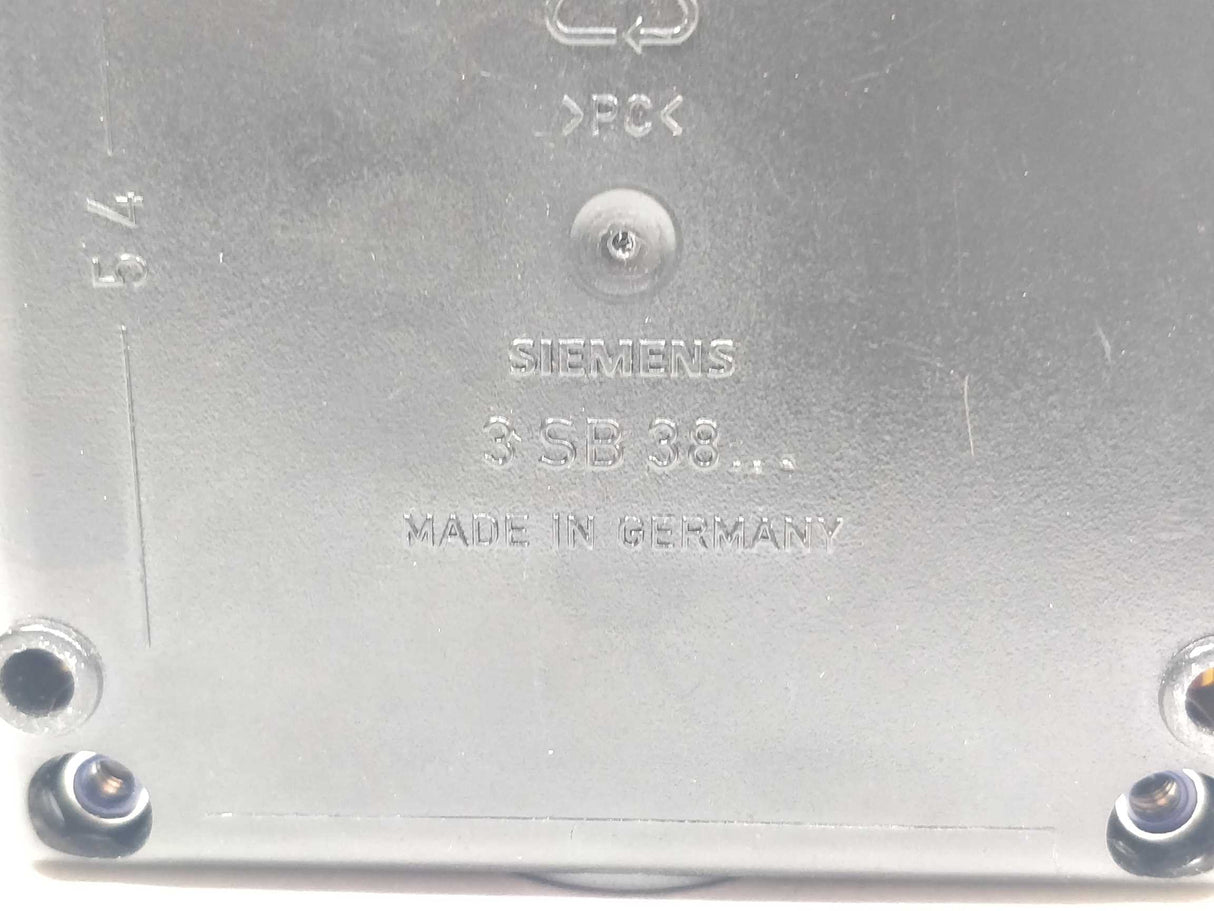 >PC<
54
SIEMENS
3 SB 38....
MADE IN GERMANY